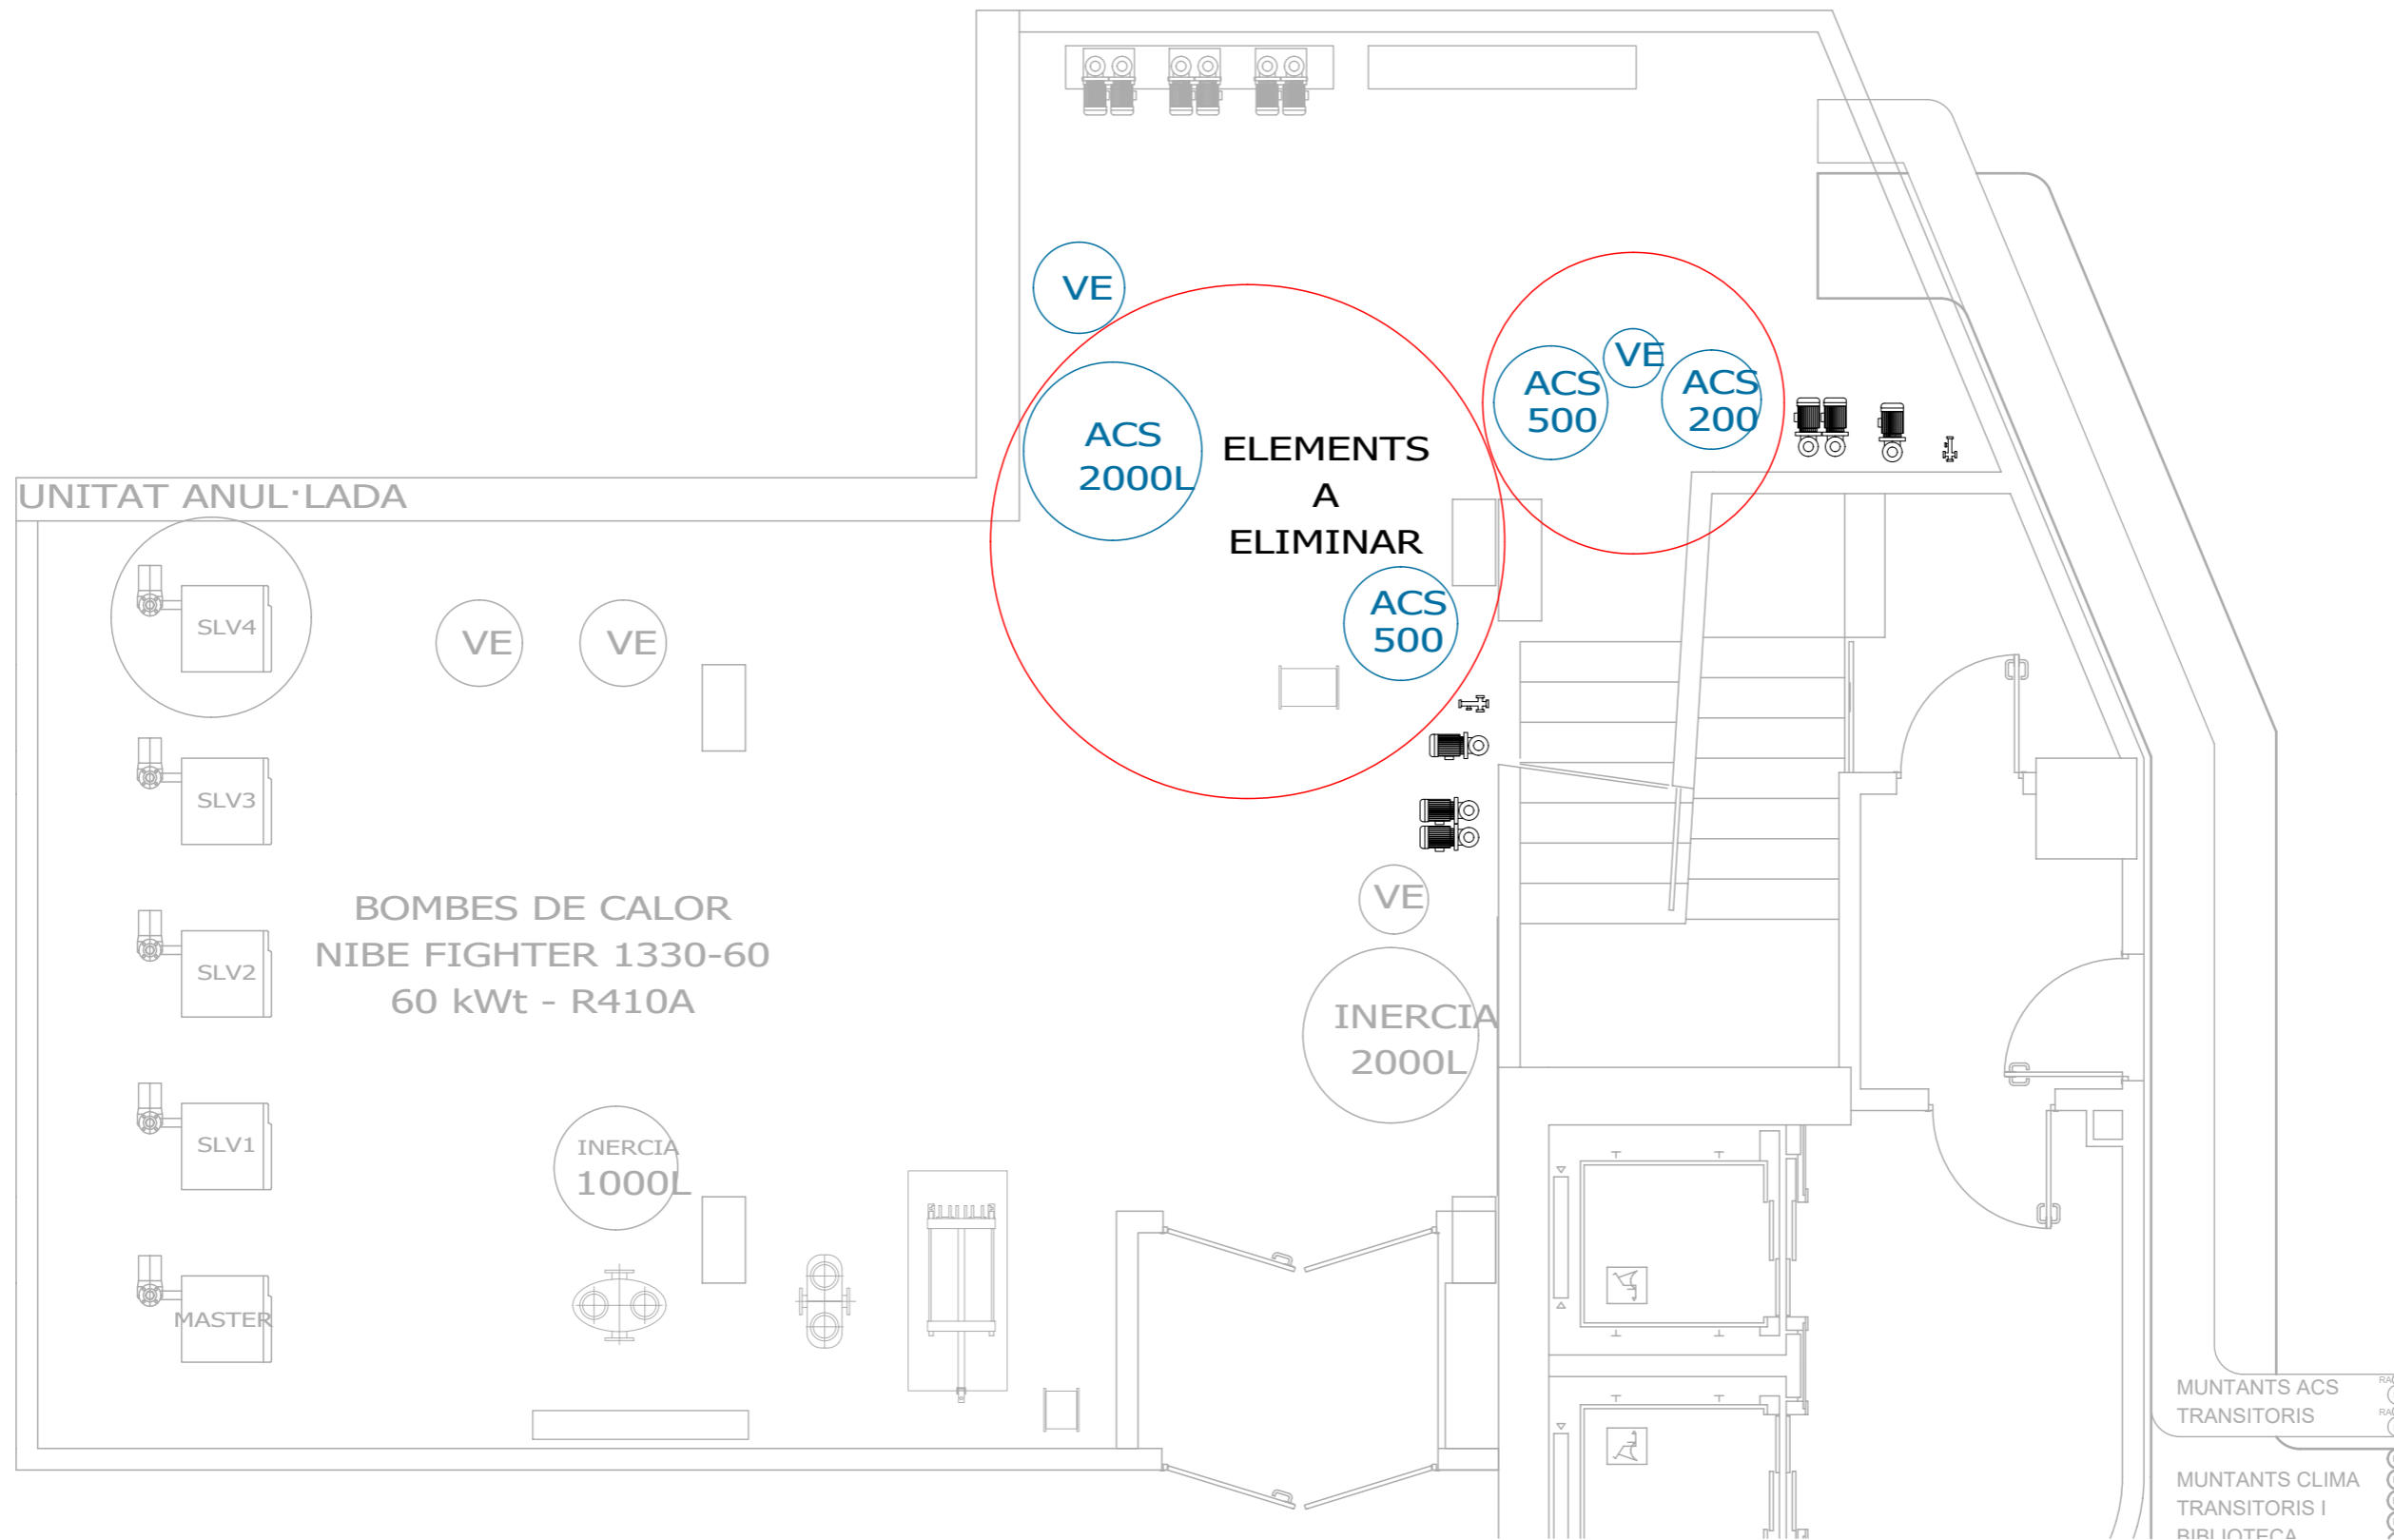 VE
VE
ACS
500
ACS
200
ACS
2000L
ELEMENTS
A
ELIMINAR
UNITAT ANUL·LADA
ACS
500
SLV4
VE
VE
SLV3
BOMBES DE CALOR
NIBE FIGHTER 1330-60
60 kWt - R410A
VE
SLV2
INERCIA
2000L
SLV1
INERCIA
1000L
MASTER
MUNTANTS ACS
TRANSITORIS
MUNTANTS CLIMA
TRANSITORIS I
BIBLIOTECA